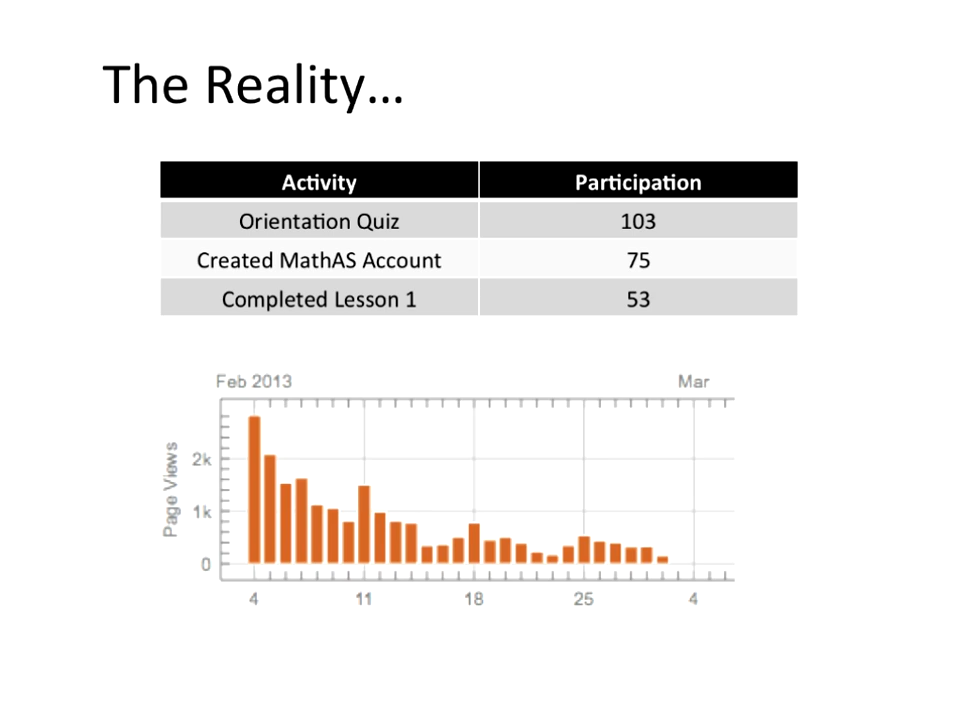 The Reality...
Activity Participation
Orientation Quiz 103
Created MathAS Account 75
Completed Lesson 1 53
Feb 2013 Mar
Page Views
2k
1k
0
4 11 18 25 4